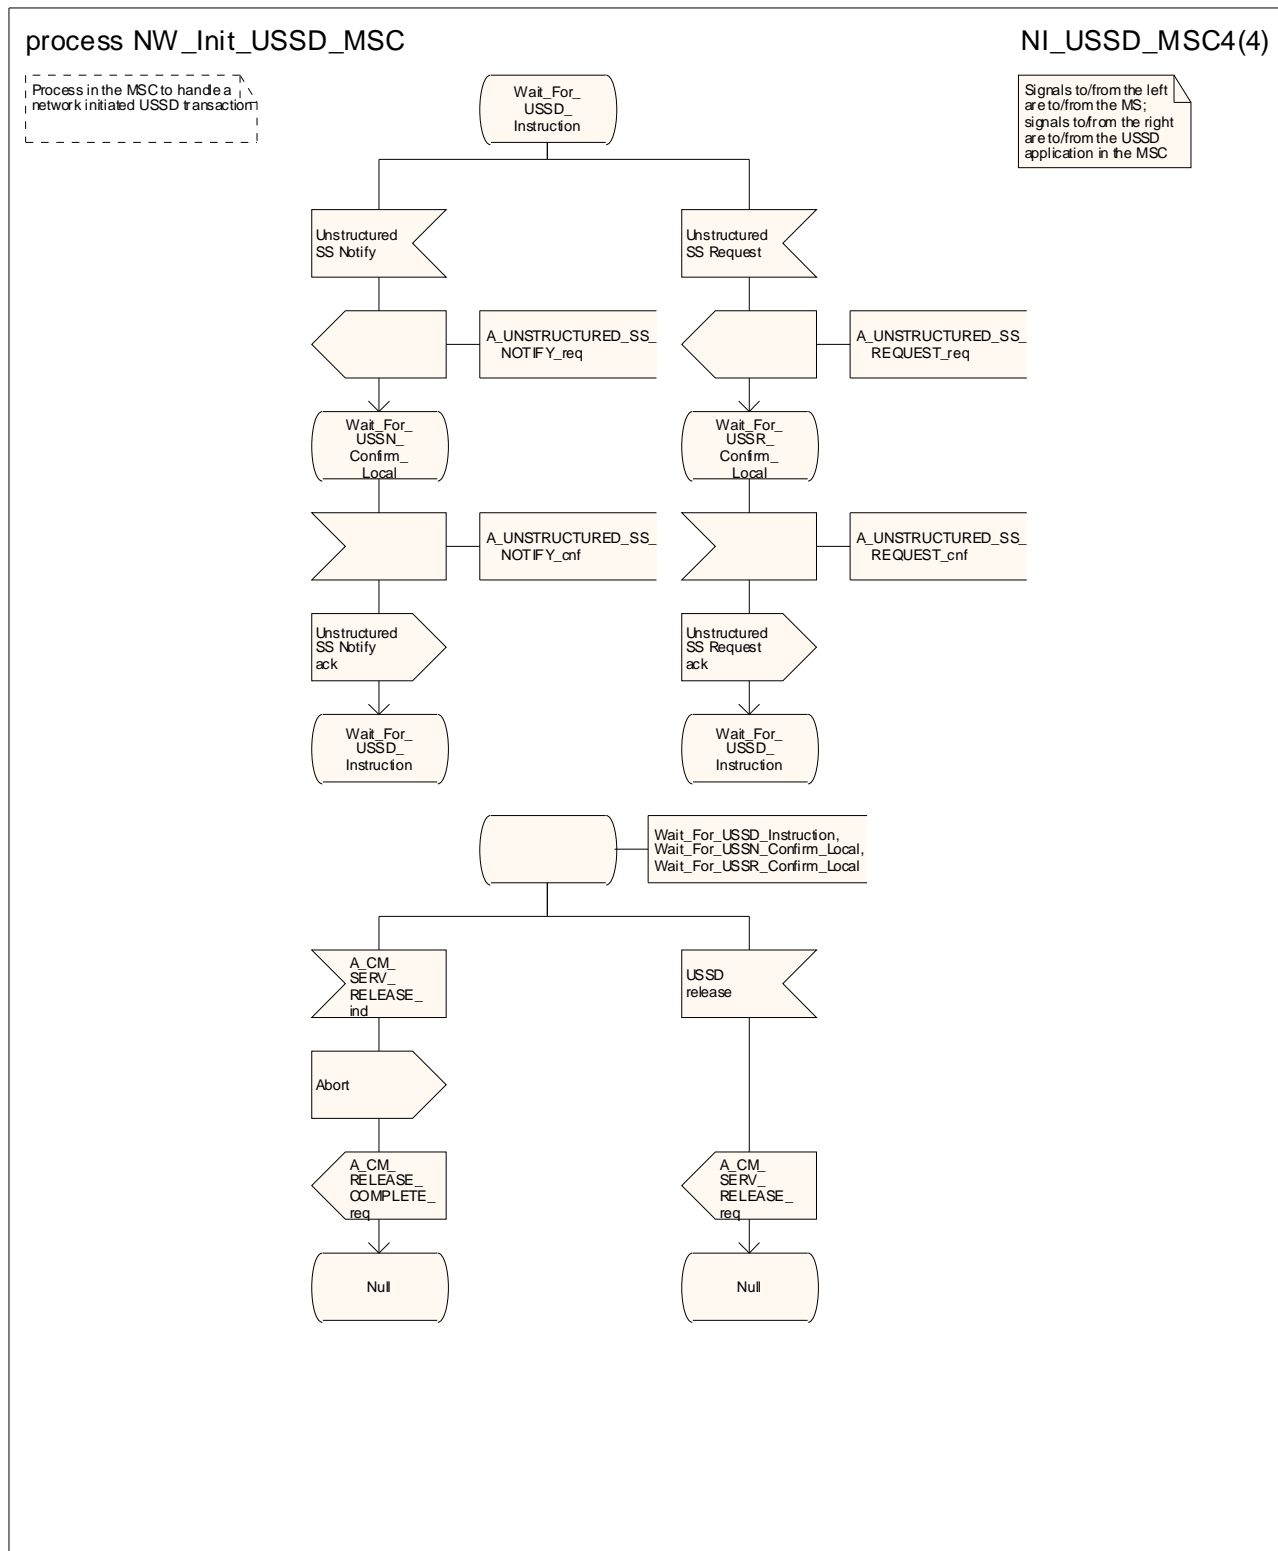 process NW_Init_USSD_MSC
NI_USSD_MSC4(4)
Process in the MSC to handle a
network initiated USSD transaction
Signals to/from the left
are to/from the MS;
signals to/from the right
are to/from the USSD
application in the MSC
Wait_For_
USSD_
Instruction
Unstructured
SS Notify
Unstructured
SS Request
A_UNSTRUCTURED_SS_
NOTIFY_req
A_UNSTRUCTURED_SS_
REQUEST_req
Wait_For_
USSN_
Confirm_
Local
Wait_For_
USSR_
Confirm_
Local
A_UNSTRUCTURED_SS_
NOTIFY_cnf
A_UNSTRUCTURED_SS_
REQUEST_cnf
Unstructured
SS Notify
ack
Unstructured
SS Request
ack
Wait_For_
USSD_
Instruction
Wait_For_
USSD_
Instruction
Wait_For_USSD_Instruction,
Wait_For_USSN_Confirm_Local,
Wait_For_USSR_Confirm_Local
A_CM_
SERV_
RELEASE_
ind
USSD
release
Abort
A_CM_
RELEASE_
COMPLETE_
req
A_CM_
SERV_
RELEASE_
req
Null
Null